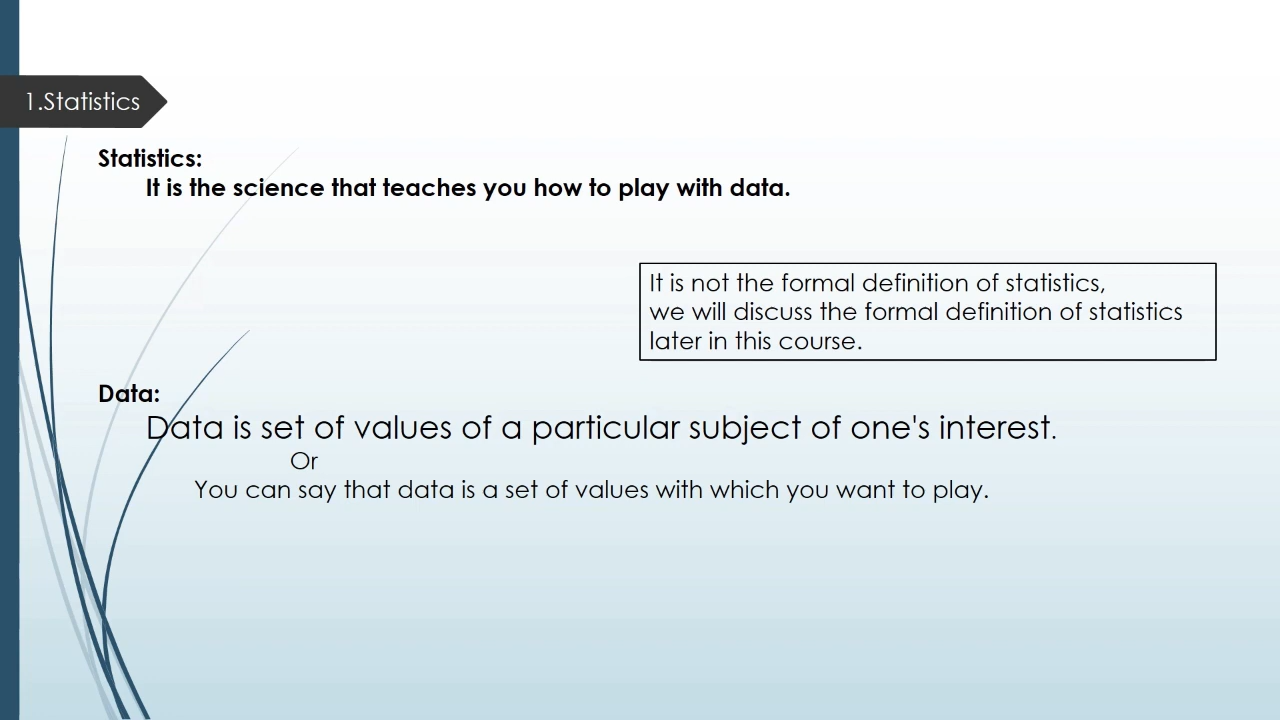 1.Statistics
Statistics:
It is the science that teaches you how to play with data.
It is not the formal definition of statistics,
we will discuss the formal definition of statistics
later in this course.
Data:
Data is set of values of a particular subject of one's interest.
Or
You can say that data is a set of values with which you want to play.